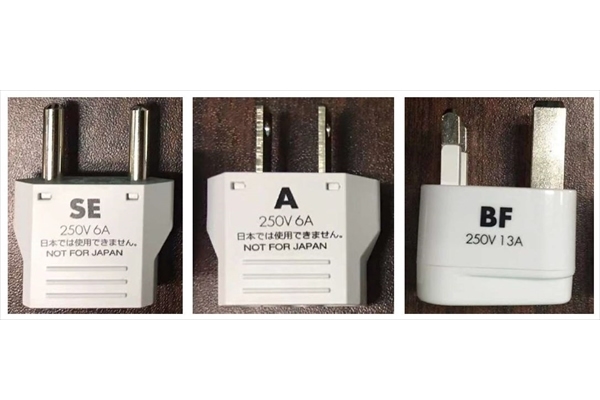 SE
250V 6A
日本では使用できません。
NOT FOR JAPAN
A
250V 6A
日本では使用できません。
NOT FOR JAPAN
BF
250V 13A